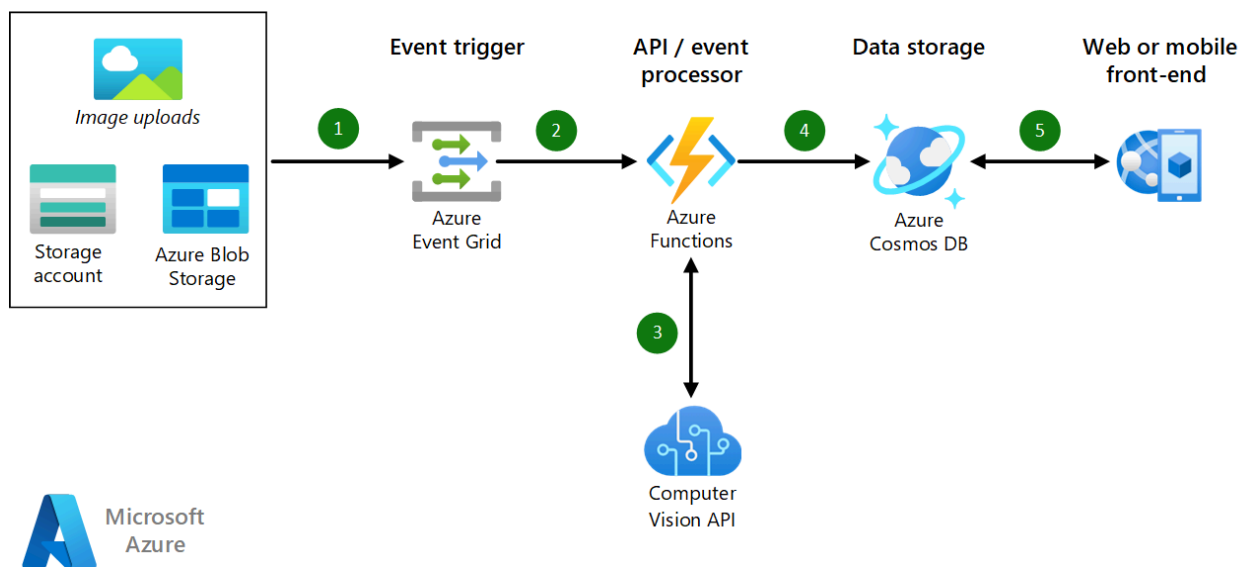 Event trigger
API / event
processor
Data storage
Web or mobile
front-end
Image uploads
1
2
4
5
Storage
account
Azure Blob
Storage
Azure
Event Grid
Azure
Functions
Azure
Cosmos DB
3
Computer
Vision API
Microsoft
Azure